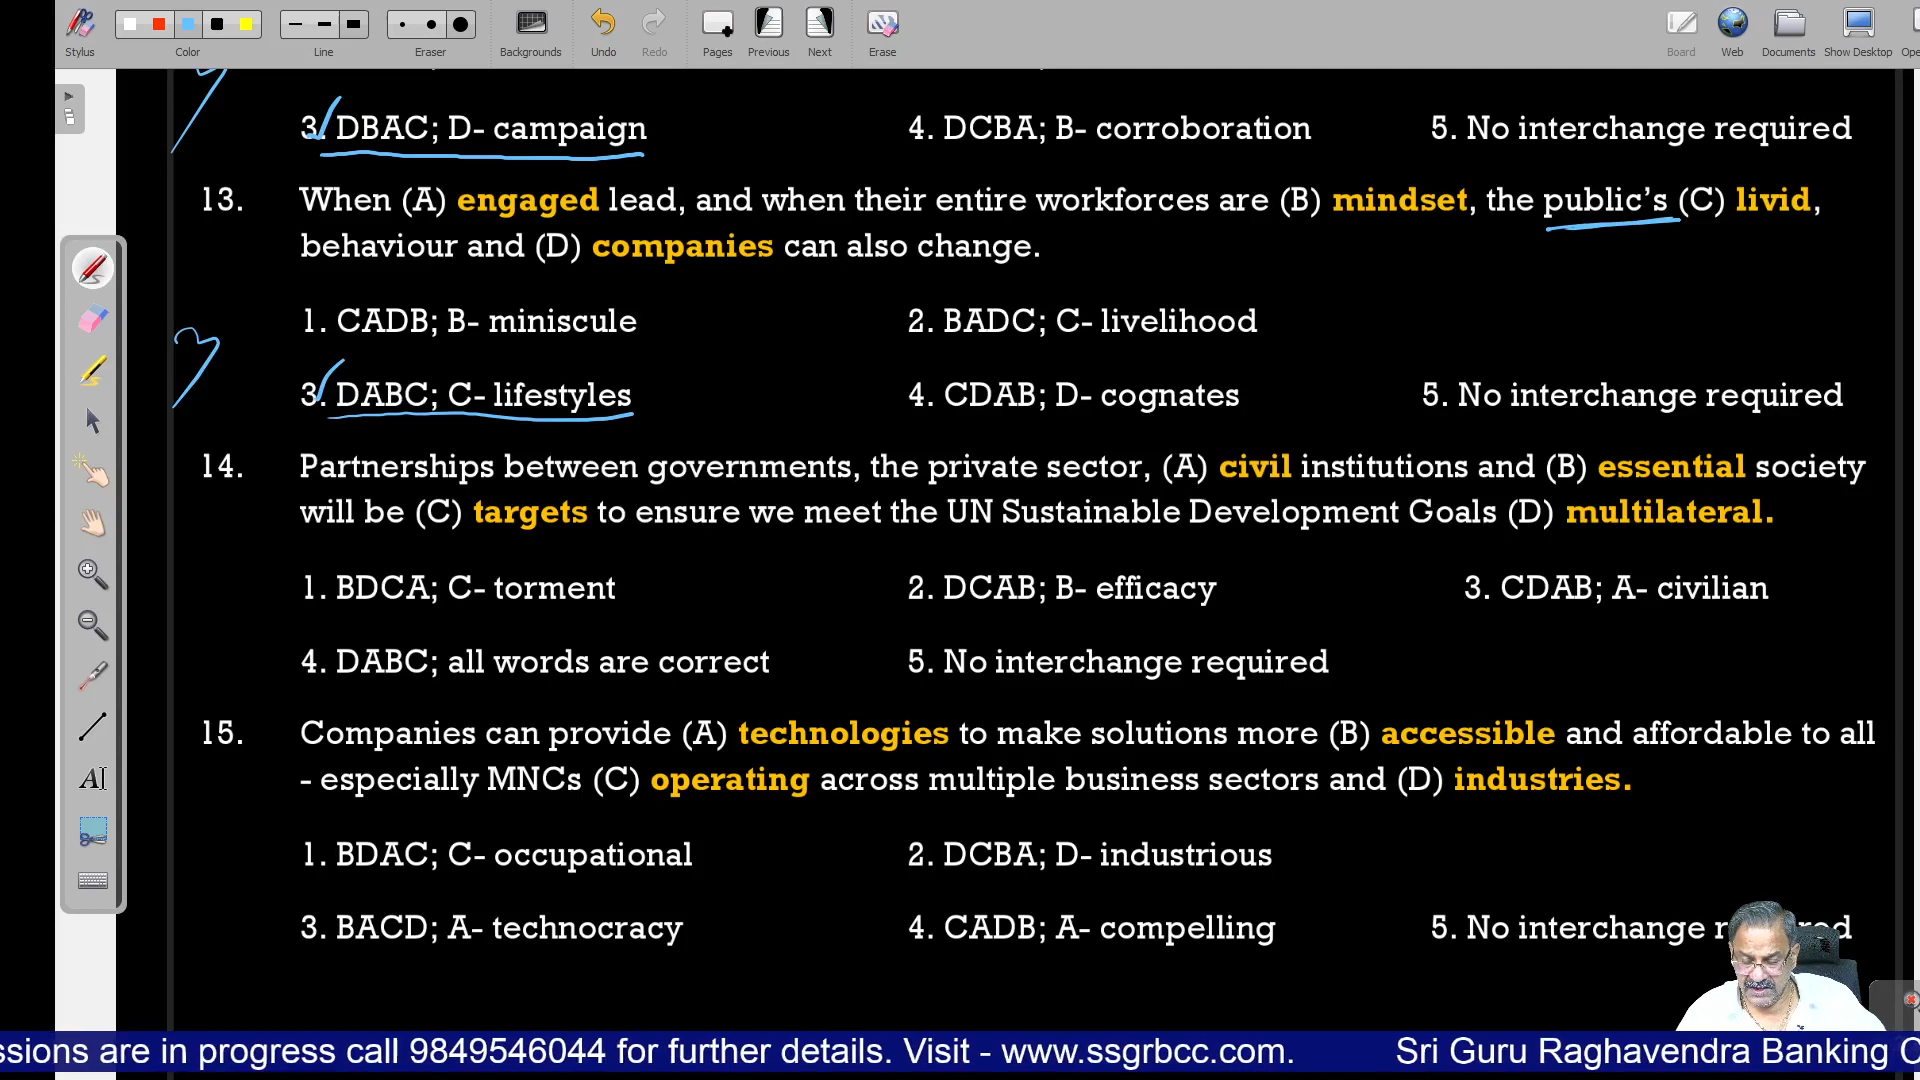 Stylus
Color
Line
Eraser
Backgrounds
Undo
Redo
Pages
Previous
Next
Erase
Board
Web
Documents
Show Desktop
3. DBAC; D- campaign 4. DCBA; B- corroboration 5. No interchange required
13. When (A) engaged lead, and when their entire workforces are (B) mindset, the public's (C) livid,
behaviour and (D) companies can also change.
1. CADB; B- miniscule 2. BADC; C- livelihood
3. DABC; C- lifestyles 4. CDAB; D- cognates 5. No interchange required
14. Partnerships between governments, the private sector, (A) civil institutions and (B) essential society
will be (C) targets to ensure we meet the UN Sustainable Development Goals (D) multilateral.
1. BDCA; C- torment 2. DCAB; B- efficacy 3. CDAB; A- civilian
4. DABC; all words are correct 5. No interchange required
15. Companies can provide (A) technologies to make solutions more (B) accessible and affordable to all
- especially MNCs (C) operating across multiple business sectors and (D) industries.
1. BDAC; C- occupational 2. DCBA; D- industrious
3. BACD; A- technocracy 4. CADB; A- compelling 5. No interchange
are in progress call 9849546044 for further details. Visit - www.ssgrbcc.com. Sri Guru Raghavendra Banking